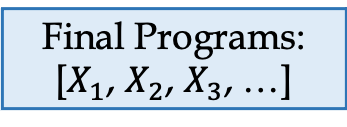 Final Programs:
[X₁, X₂, X₃, …]